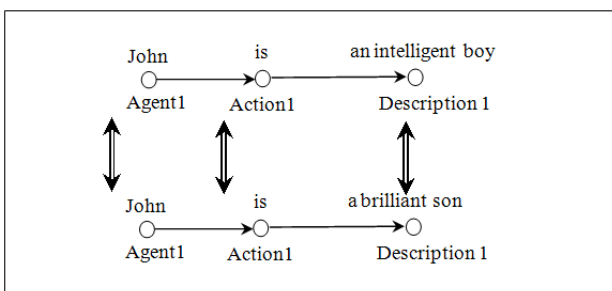 John is an intelligent boy
Agent1 Action1 Description 1
John is a brilliant son
Agent1 Action1 Description 1